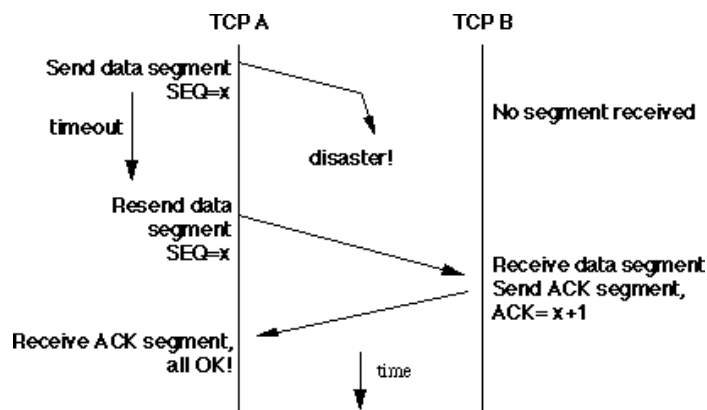 TCP A
TCP B
Send data segment
SEQ=x
No segment received
timeout
disaster!
Resend data
segment
SEQ=x
Receive data segment
Send ACK segment,
ACK= x+1
Receive ACK segment,
all OK!
time